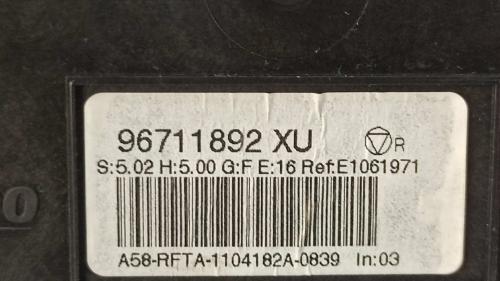 96711892 XU R
S:5.02 H:5.00 G:F E:16 Ref:E1061971
A58-RFTA-1104182A-0839 In:03